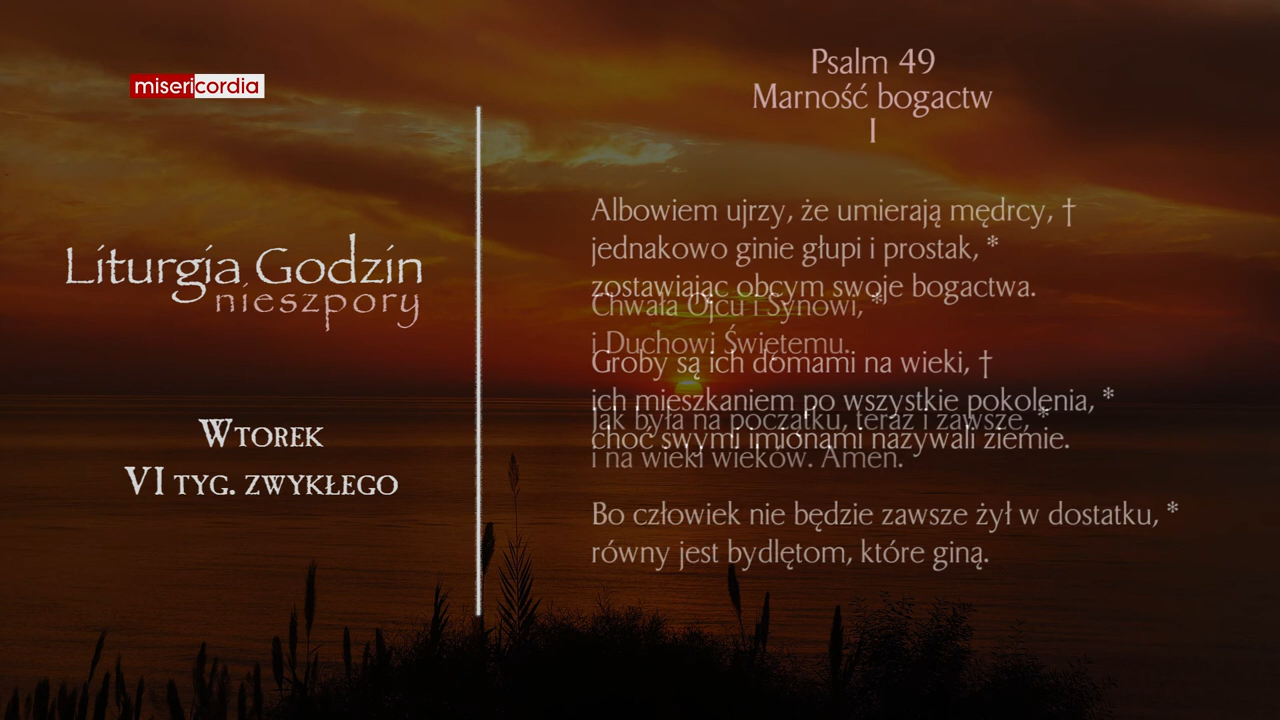 misericordia
Liturgia Godzin
nieszpory
Wtorek
VI tyg. zwykłego
Psalm 49
Marność bogactw
I
Albowiem ujrzy, że umierają mędrcy, †
jednakowo ginie głupi i prostak, *
zostawiając obcym swoje bogactwa.
Chwała Ojcu i Synowi, *
i Duchowi Świętemu.
Groby są ich domami na wieki, †
ich mieszkaniem po wszystkie pokolenia, *
Jak była na początku, teraz i zawsze, *
choć swymi imionami nazywali ziemie.
i na wieki wieków. Amen.
Bo człowiek nie będzie zawsze żył w dostatku, *
równy jest bydlętom, które giną.